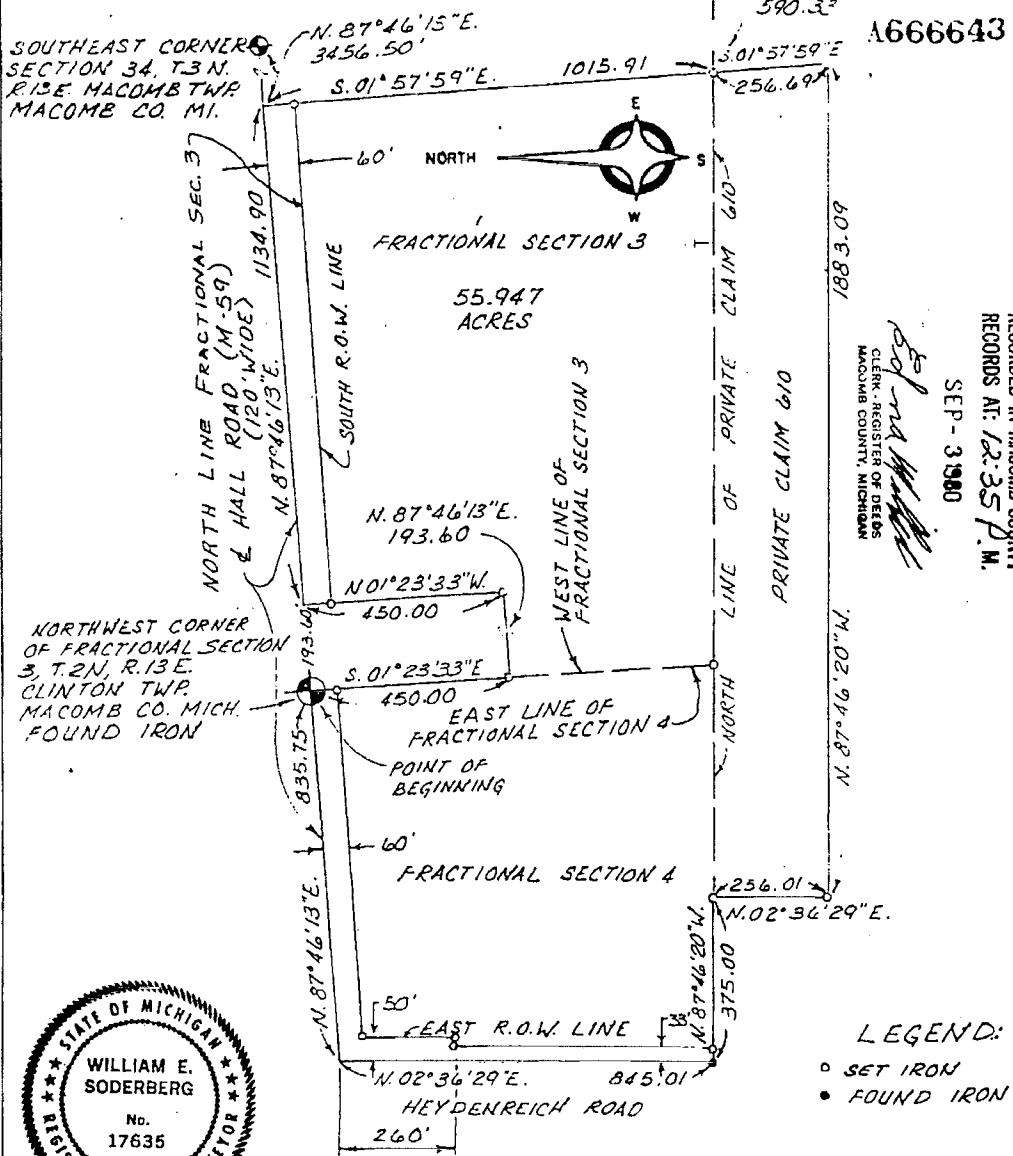 590.33
A666643
N. 87°46'15"E.
3456.50'
SOUTHEAST CORNER
SECTION 34, T3N.
R.13E. MACOMB TWP.
MACOMB CO. MI.
S.01°57'59"E.
1015.91
S.01°57'59"E
256.69
60'
NORTH
E
S
W
NORTH LINE FRACTIONAL SEC. 3
& HALL ROAD (M-59)
(120' WIDE)
1134.90
N.87°46'13"E.
SOUTH R.O.W. LINE
FRACTIONAL SECTION 3
55.947
ACRES
NORTH LINE OF PRIVATE CLAIM 610
PRIVATE CLAIM 610
1883.09
N. 87°46'20"W.
CLERK - REGISTER OF DEEDS
MACOMB COUNTY, MICHIGAN
SEP - 3 1980
RECORDS AT: 12:35 P.M.
WEST LINE OF
FRACTIONAL SECTION 3
N. 87°46'13"E.
193.60
N 01°23'33"W.
450.00
193.60
NORTHWEST CORNER
OF FRACTIONAL SECTION
3, T.2N, R.13E.
CLINTON TWP.
MACOMB CO. MICH.
FOUND IRON
S. 01°23'33"E
450.00
EAST LINE OF
FRACTIONAL SECTION 4
POINT OF
BEGINNING
835.75
60'
N.87°46'13"E.
FRACTIONAL SECTION 4
256.01
N.02°36'29"E.
N.87°46'20"W.
375.00
50'
EAST R.O.W. LINE
33'
N.02°36'29"E.
845.01
HEYDENREICH ROAD
260'
LEGEND:
○ SET IRON
● FOUND IRON
STATE OF MICHIGAN
WILLIAM E.
SODERBERG
No.
17635